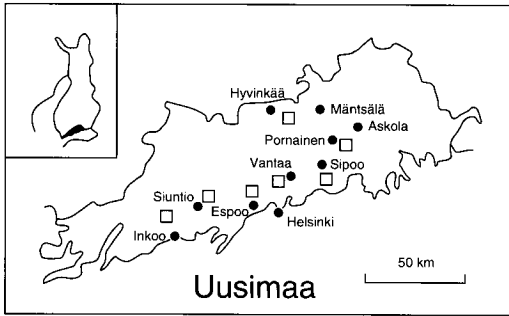 Hyvinkää
Mäntsälä
Askola
Pornainen
Vantaa
Sipoo
Siuntio
Espoo
Helsinki
Inkoo
50 km
Uusimaa